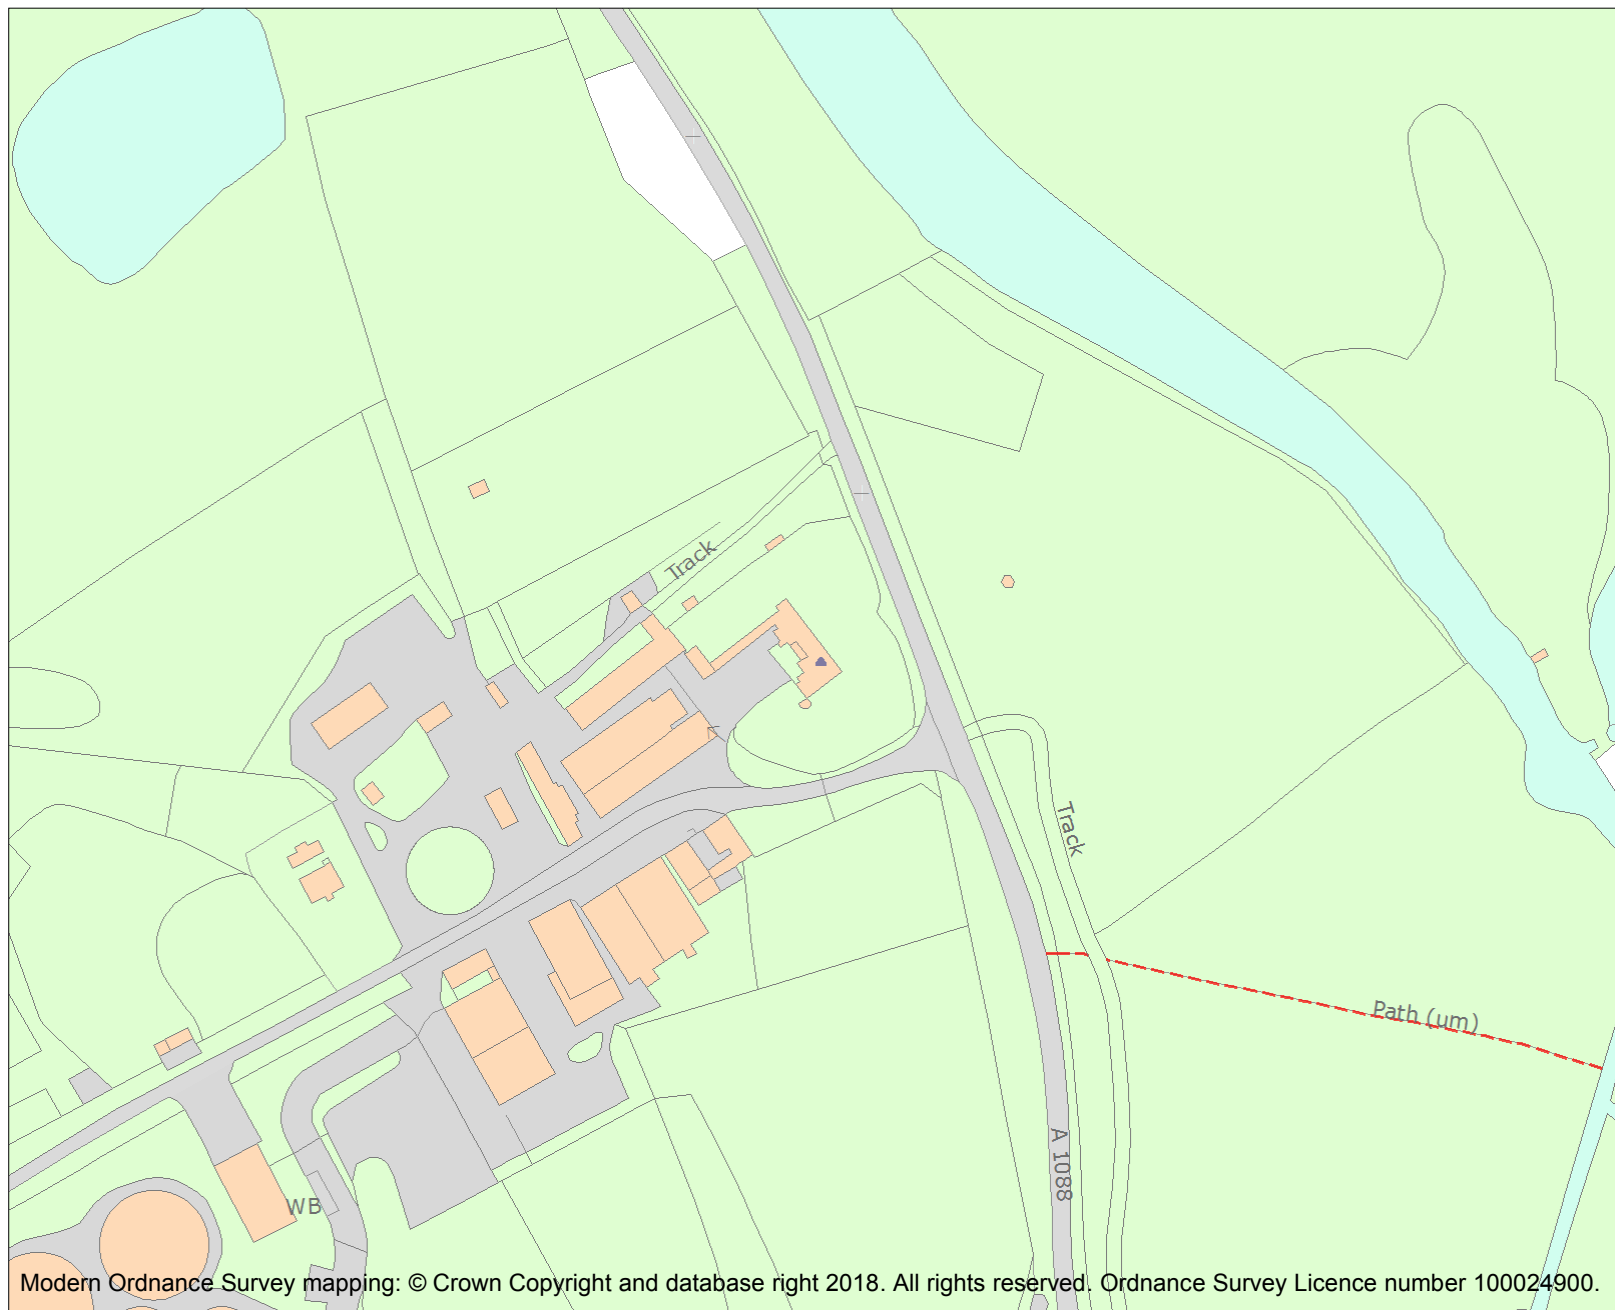 Track
Track
Path (um)
A 1088
WB
Modern Ordnance Survey mapping: © Crown Copyright and database right 2018. All rights reserved. Ordnance Survey Licence number 100024900.